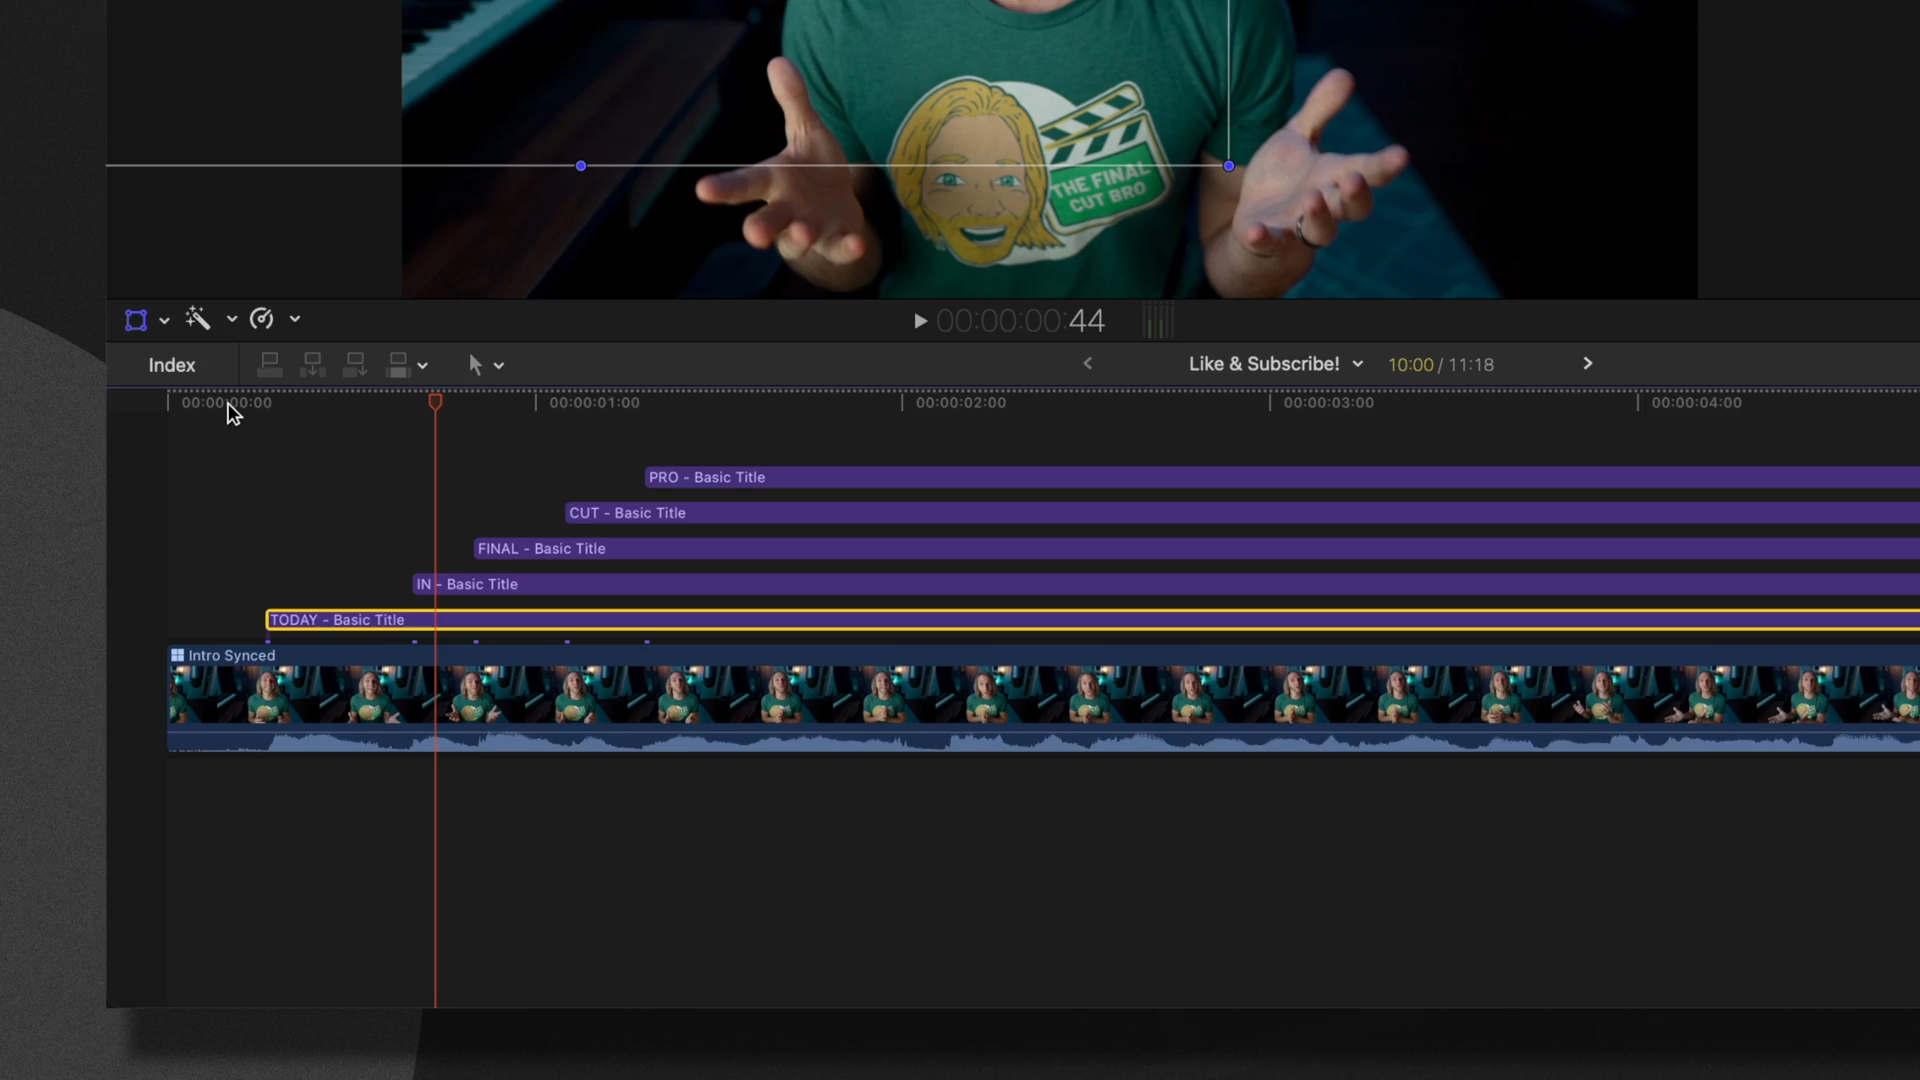 THE FINAL
CUT BRO
00:00:00:44
Index
Like & Subscribe!
10:00 / 11:18
00:00:00:00
00:00:01:00
00:00:02:00
00:00:03:00
00:00:04:00
PRO - Basic Title
CUT - Basic Title
FINAL - Basic Title
IN - Basic Title
TODAY - Basic Title
Intro Synced